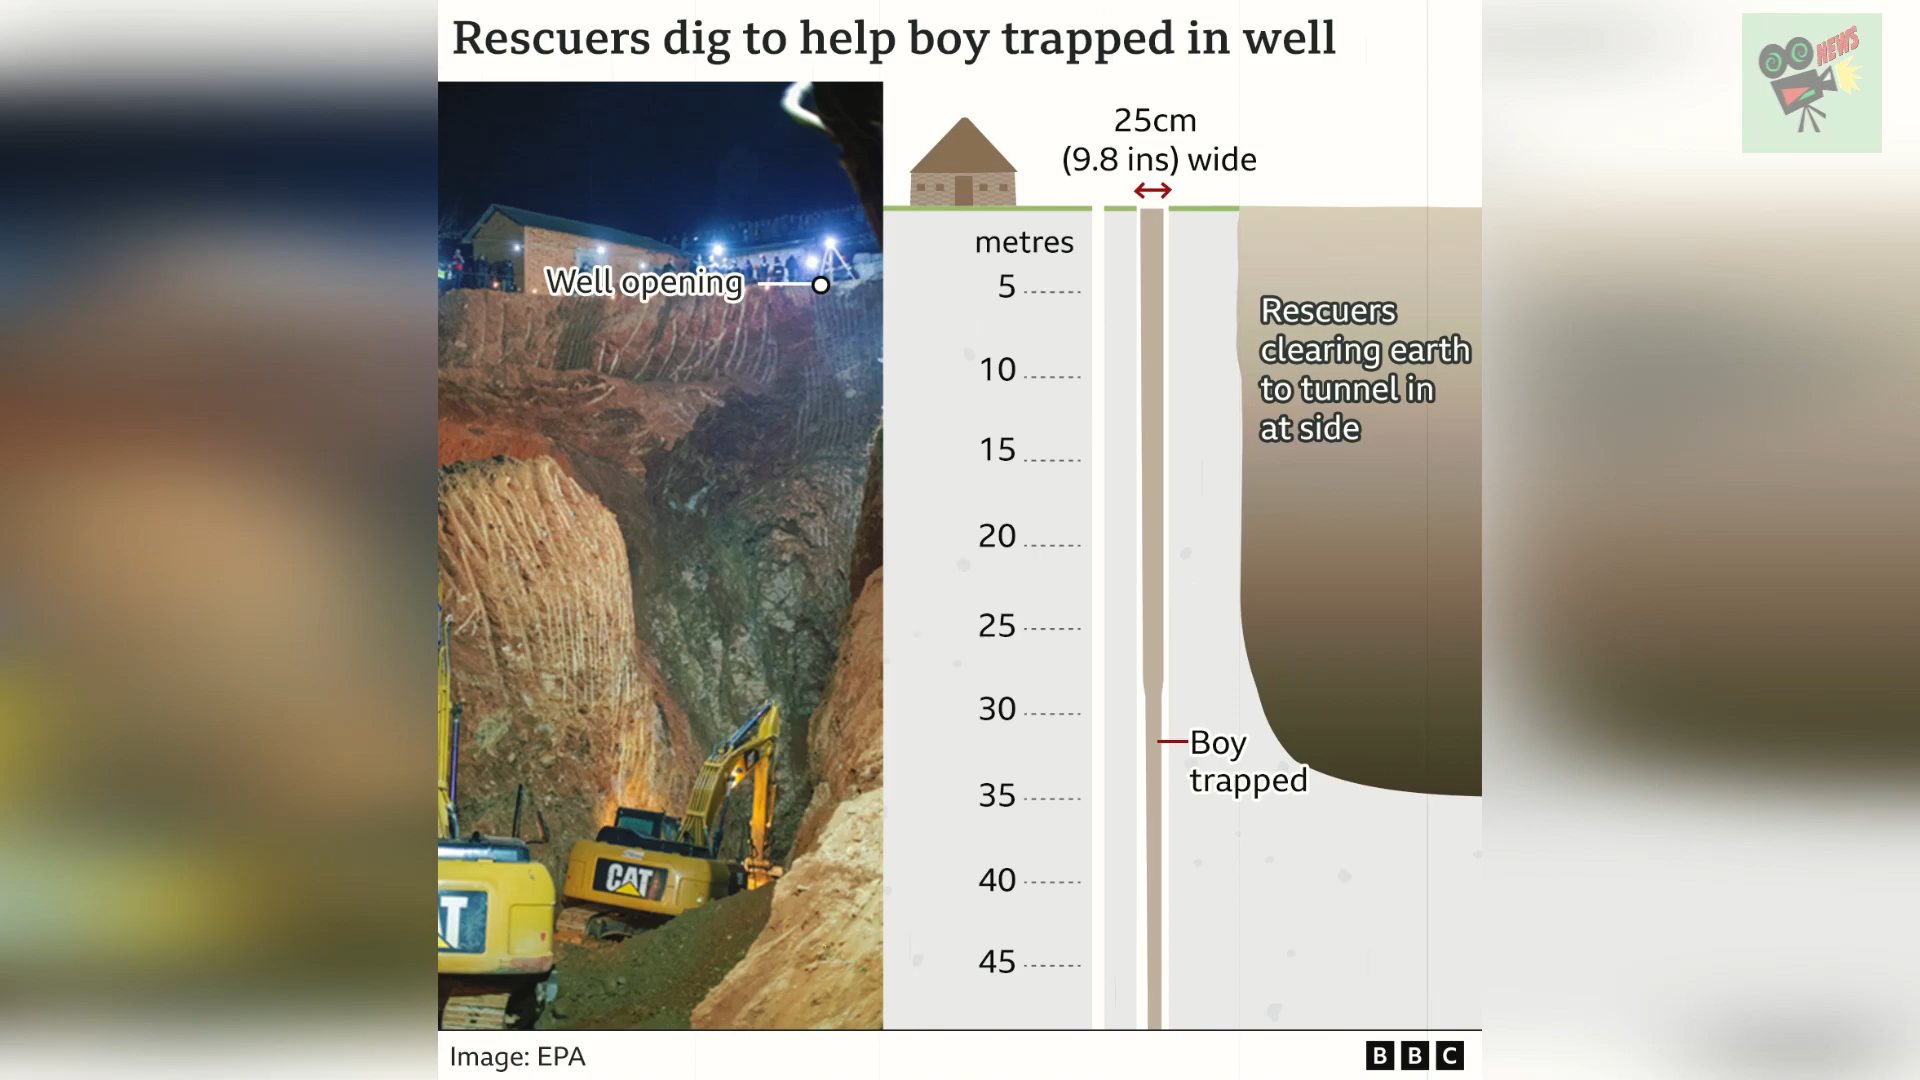 Rescuers dig to help boy trapped in well
NEWS
25cm
(9.8 ins) wide
Well opening
metres
5
10
15
20
25
30
35
40
45
Rescuers
clearing earth
to tunnel in
at side
Boy
trapped
CAT
T
Image: EPA
BBC